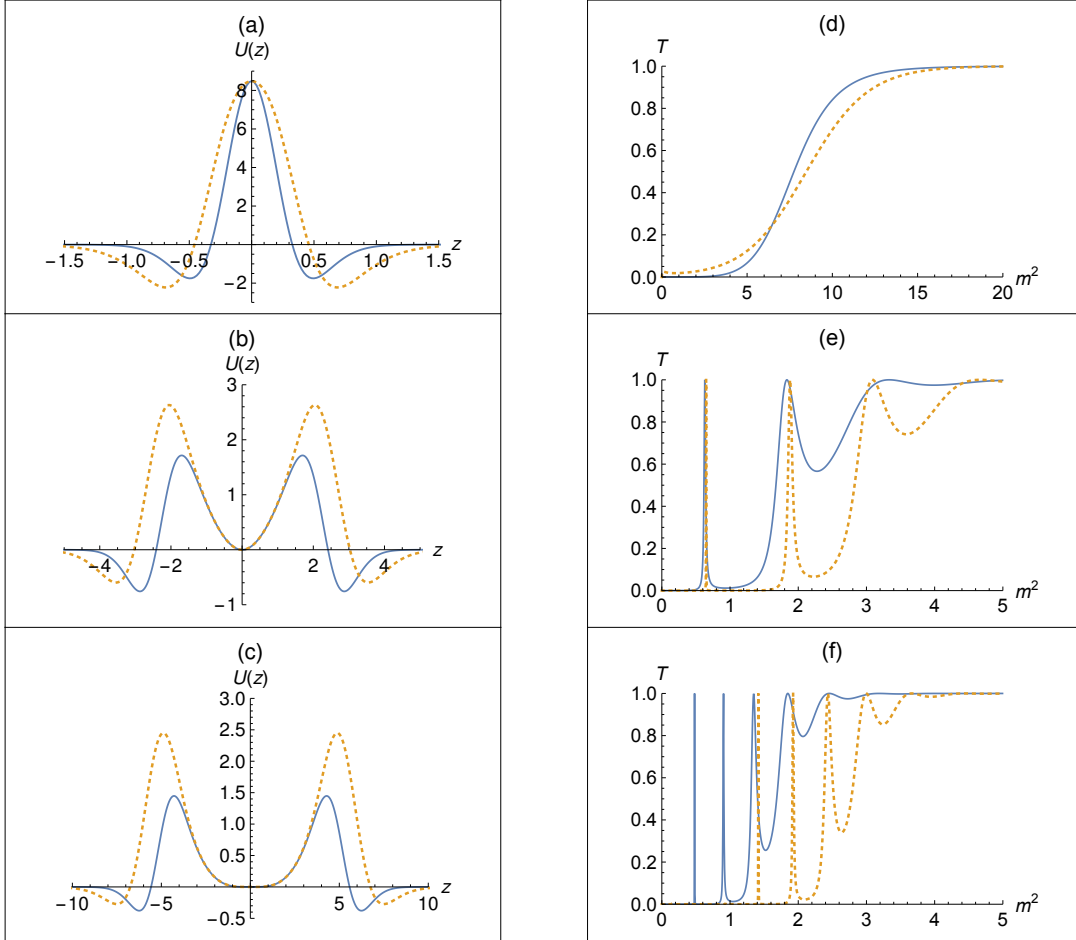 (a)
U(z)
8
6
4
2
−1.5 −1.0 −0.5 0.5 1.0 1.5 z
−2
(b)
U(z)
3
2
1
−4 −2 2 4 z
−1
(c)
U(z)
3.0
2.5
2.0
1.5
1.0
0.5
−10 −5 5 10 z
−0.5
(d)
T
1.0
0.8
0.6
0.4
0.2
0.0
0 5 10 15 20 m²
(e)
T
1.0
0.8
0.6
0.4
0.2
0.0
0 1 2 3 4 5 m²
(f)
T
1.0
0.8
0.6
0.4
0.2
0.0
0 1 2 3 4 5 m²